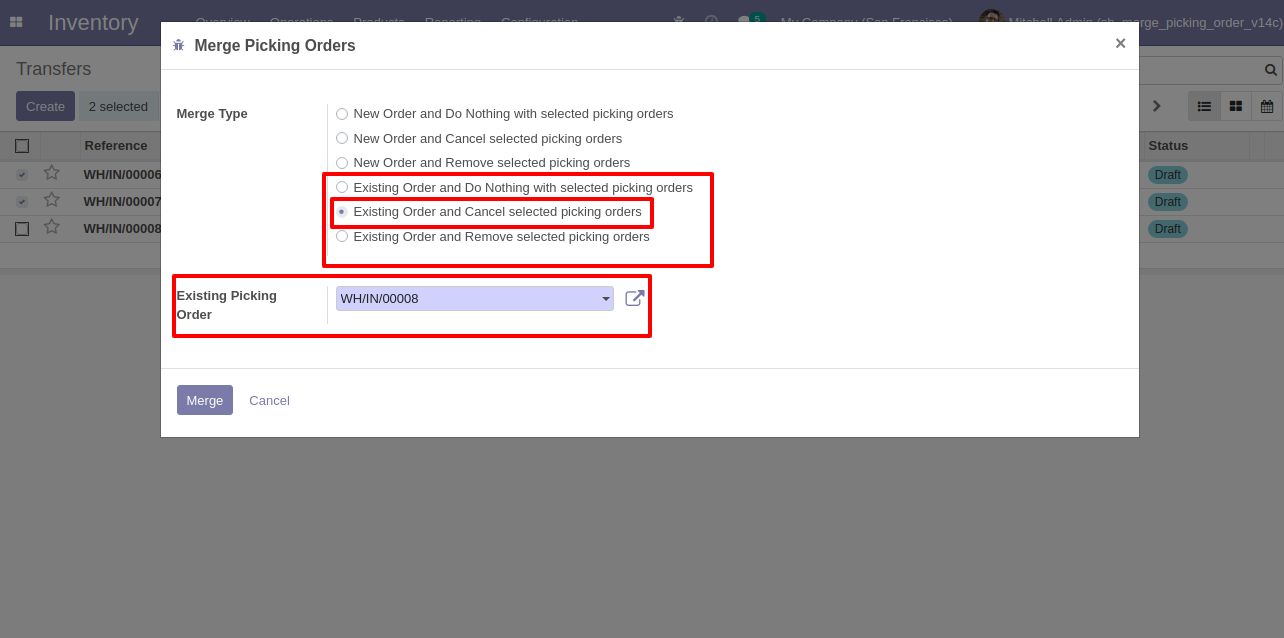 Inventory Overview Operations Products Reporting Configuration 5 My Company (San Francisco)
Merge Picking Orders ×
Transfers
Create 2 selected
Merge Type
New Order and Do Nothing with selected picking orders
New Order and Cancel selected picking orders
New Order and Remove selected picking orders
Existing Order and Do Nothing with selected picking orders
Existing Order and Cancel selected picking orders
Existing Order and Remove selected picking orders
Reference Status
WH/IN/00006 Draft
WH/IN/00007 Draft
WH/IN/00008 Draft
Existing Picking
Order
WH/IN/00008
Merge Cancel